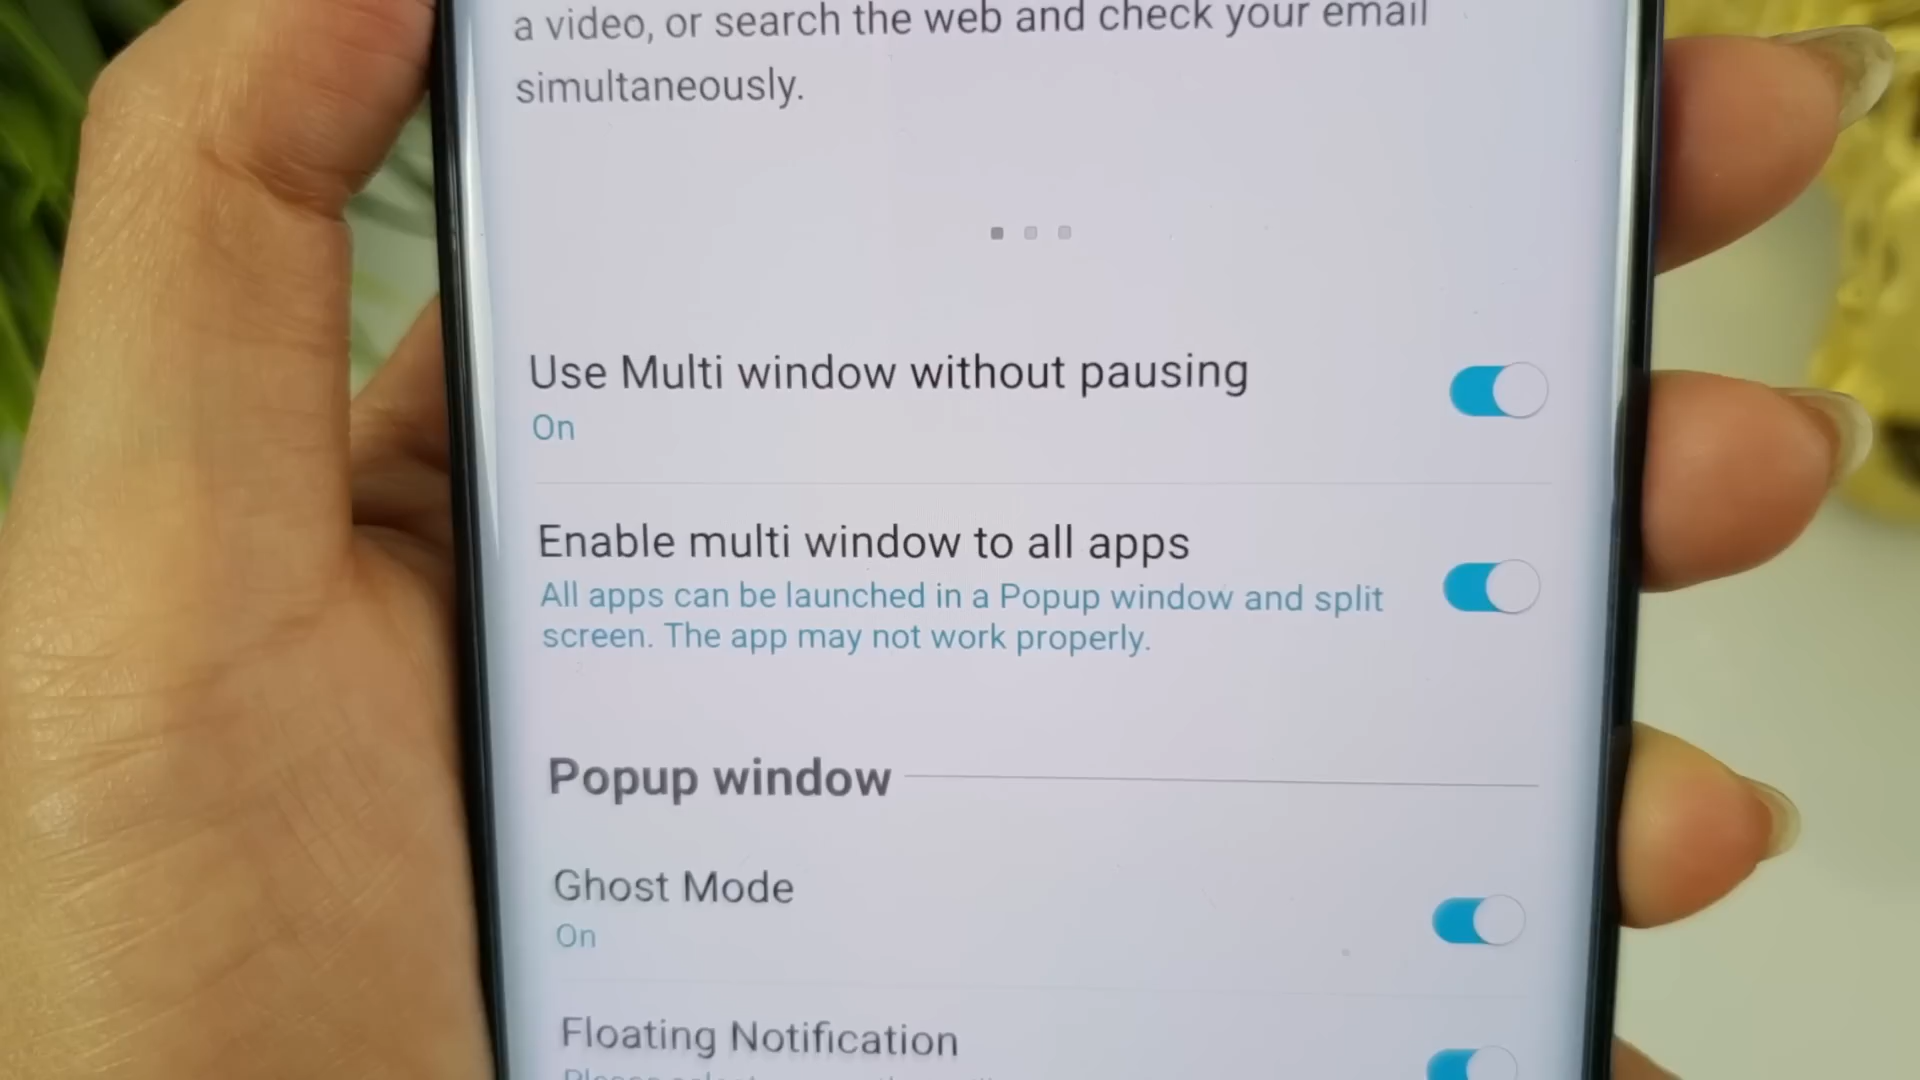 a video, or search the web and check your email
simultaneously.
Use Multi window without pausing
On
Enable multi window to all apps
All apps can be launched in a Popup window and split
screen. The app may not work properly.
Popup window
Ghost Mode
On
Floating Notification